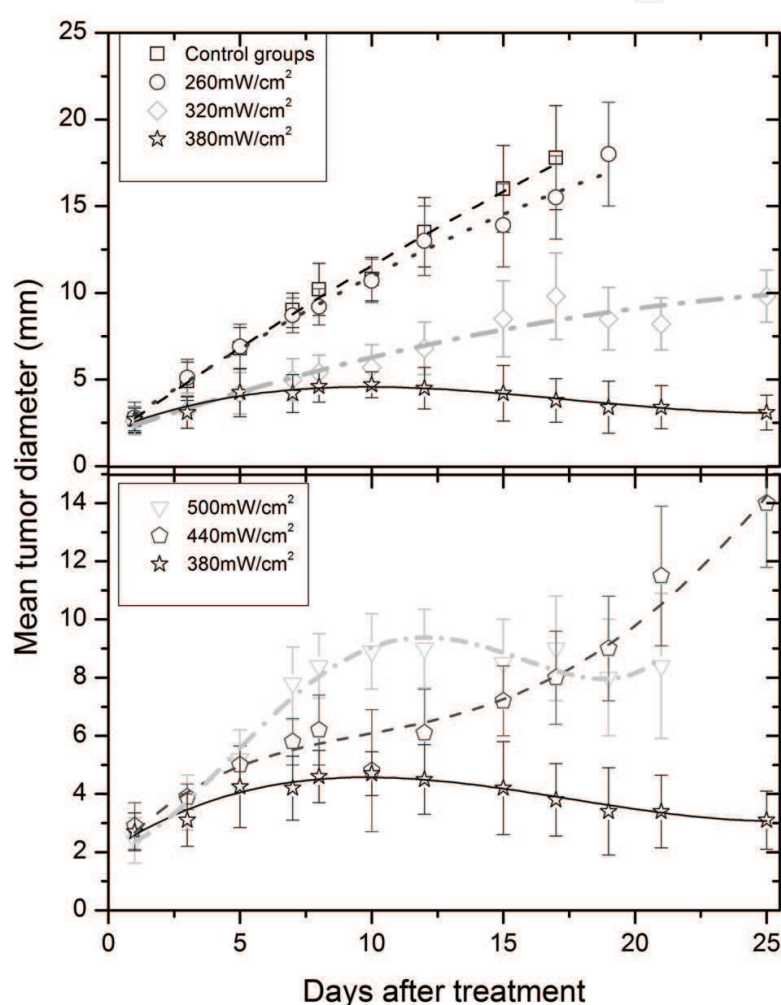 25
20
15
10
5
0
Control groups
260mW/cm²
320mW/cm²
380mW/cm²
Mean tumor diameter (mm)
14
12
10
8
6
4
2
0
500mW/cm²
440mW/cm²
380mW/cm²
0 5 10 15 20 25
Days after treatment